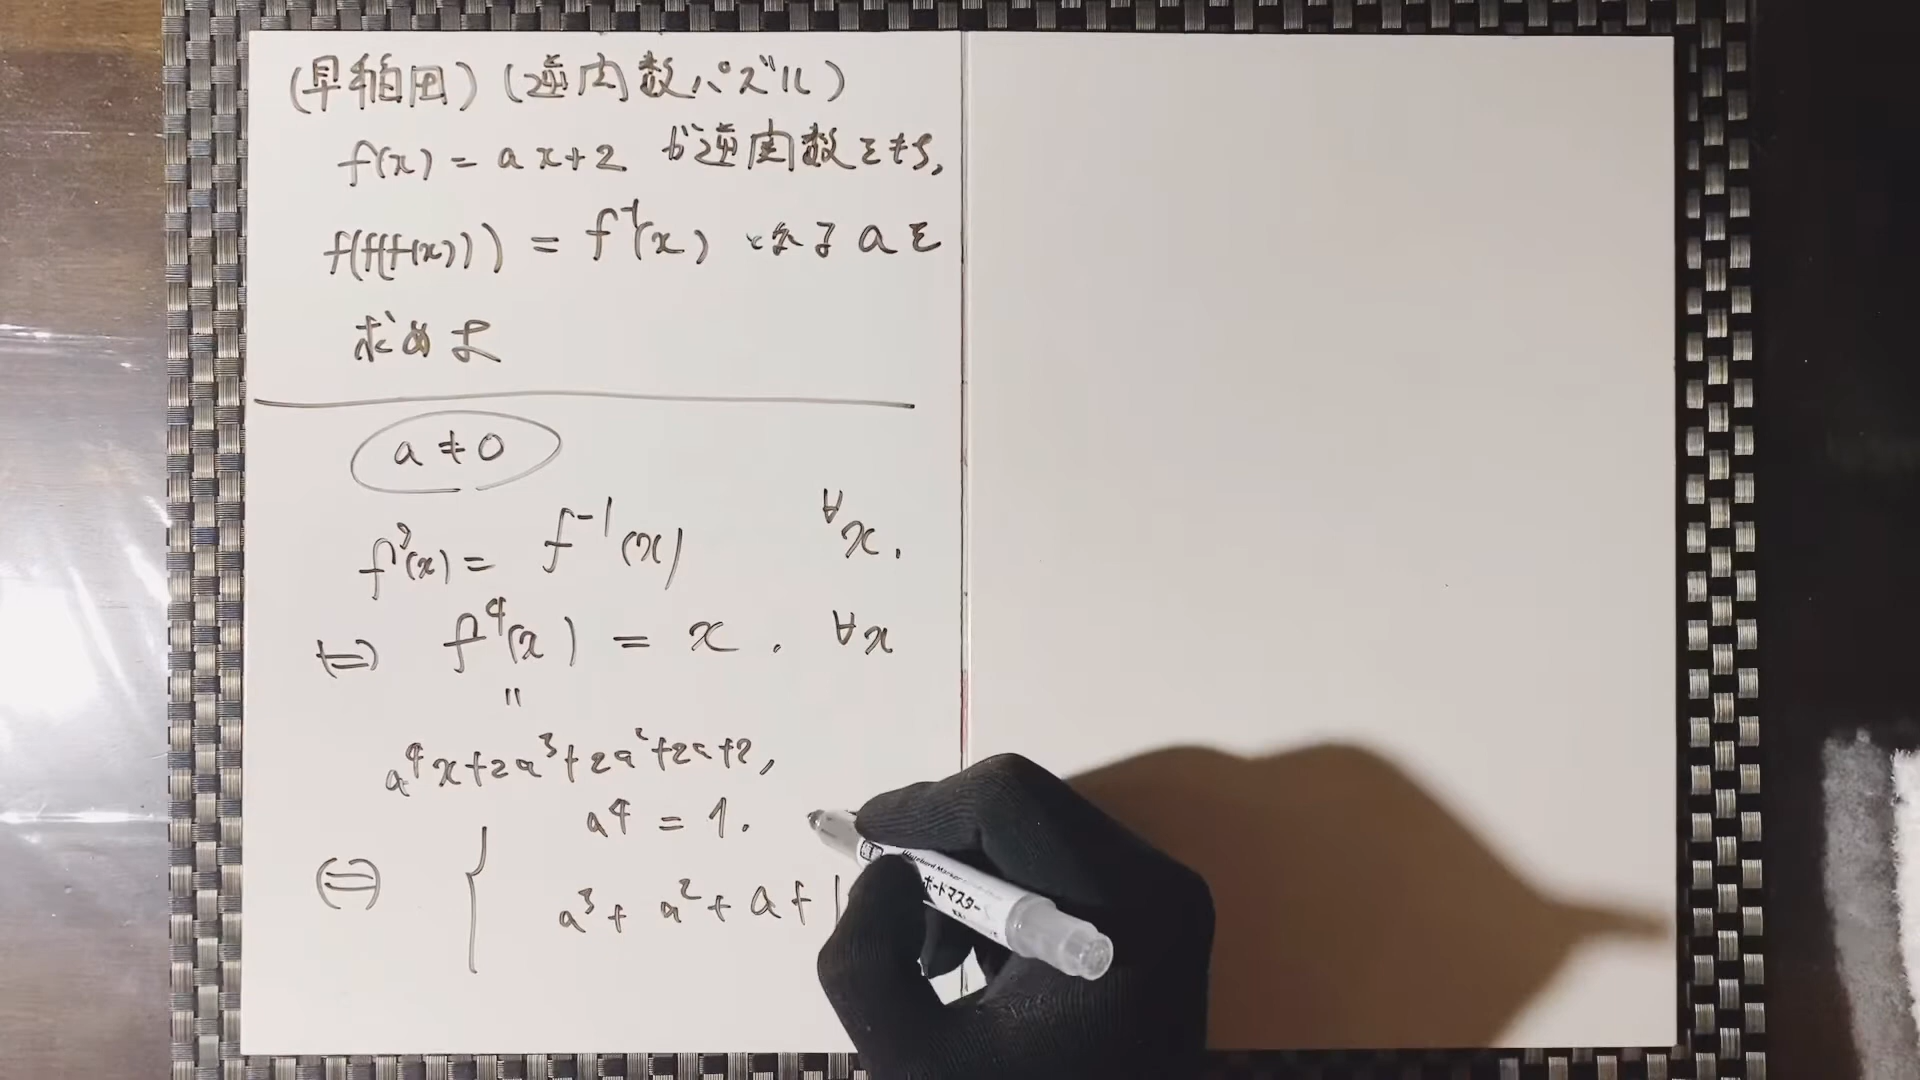 (早稲田)(逆関数パズル)
f(x) = ax+2 が逆関数をもち、
f(f(f(x))) = f⁻¹(x) となる aを
求めよ
a ≠ 0
f³(x) = f⁻¹(x) ∀x.
⇔ f⁴(x) = x. ∀x
"
a⁴x+2a³+2a²+2a+2,
a⁴ = 1.
⇔ {
a³ + a² + a + 1
ボードマスター